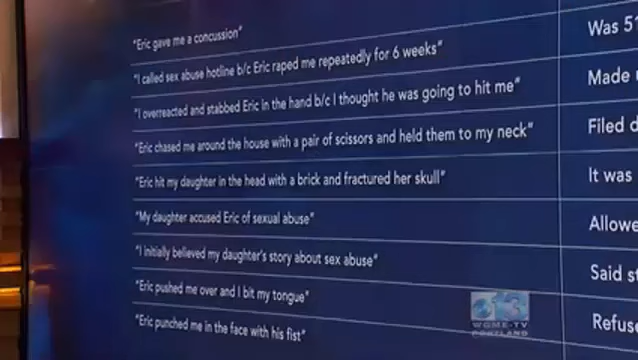 "Eric gave me a concussion"
Was 51
"I called sex abuse hotline b/c Eric raped me repeatedly for 6 weeks"
Made
"I overreacted and stabbed Eric in the hand b/c I thought he was going to hit me"
Filed d
"Eric chased me around the house with a pair of scissors and held them to my neck"
It was
"Eric hit my daughter in the head with a brick and fractured her skull"
Allowe
"My daughter accused Eric of sexual abuse"
Said st
"I initially believed my daughter's story about sex abuse"
Refuse
"Eric pushed me over and I bit my tongue"
"Eric punched me in the face with his fist"
13
WGME-TV
PORTLAND